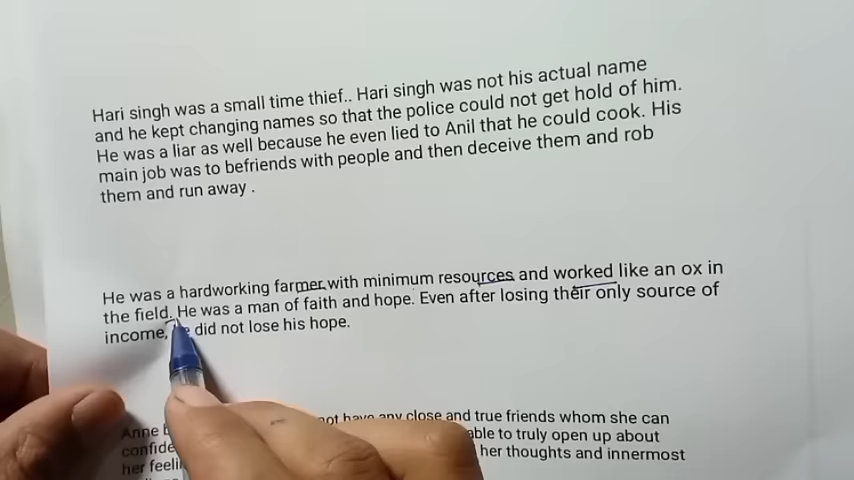 Hari singh was a small time thief.. Hari singh was not his actual name
and he kept changing names so that the police could not get hold of him.
He was a liar as well because he even lied to Anil that he could cook. His
main job was to befriends with people and then deceive them and rob
them and run away .
He was a hardworking farmer with minimum resources and worked like an ox in
the field. He was a man of faith and hope. Even after losing their only source of
income, did not lose his hope.
Anne not have any close and true friends whom she can
able to truly open up about
her thoughts and innermost
her